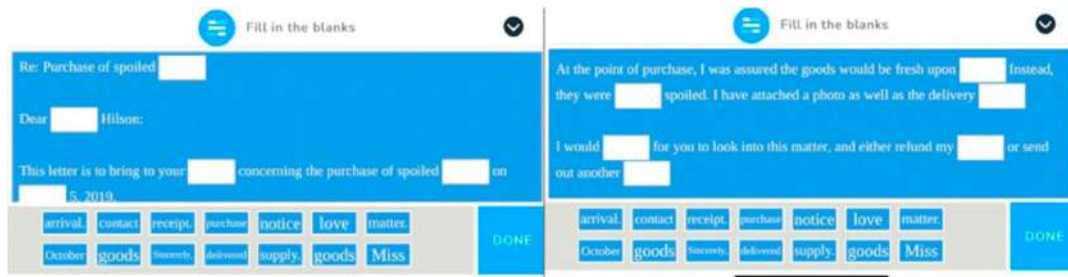 Fill in the blanks
Re: Purchase of spoiled
Dear Hilson:
This letter is to bring to your concerning the purchase of spoiled on
5, 2019.
arrival. contact receipt. purchase notice love matter.
October goods Sincerely, delivered supply. goods Miss
DONE
Fill in the blanks
At the point of purchase, I was assured the goods would be fresh upon Instead,
they were spoiled. I have attached a photo as well as the delivery
I would for you to look into this matter, and either refund my or send
out another
arrival. contact receipt. purchase notice love matter.
October goods Sincerely, delivered supply. goods Miss
DONE